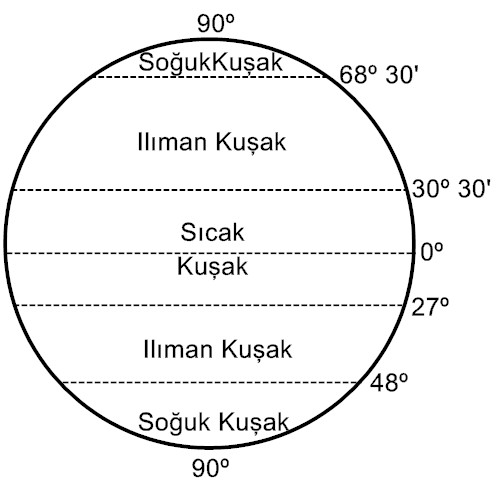 90º
SoğukKuşak
68º 30'
Ilıman Kuşak
30º 30'
Sıcak
0º
Kuşak
27º
Ilıman Kuşak
48º
Soğuk Kuşak
90º